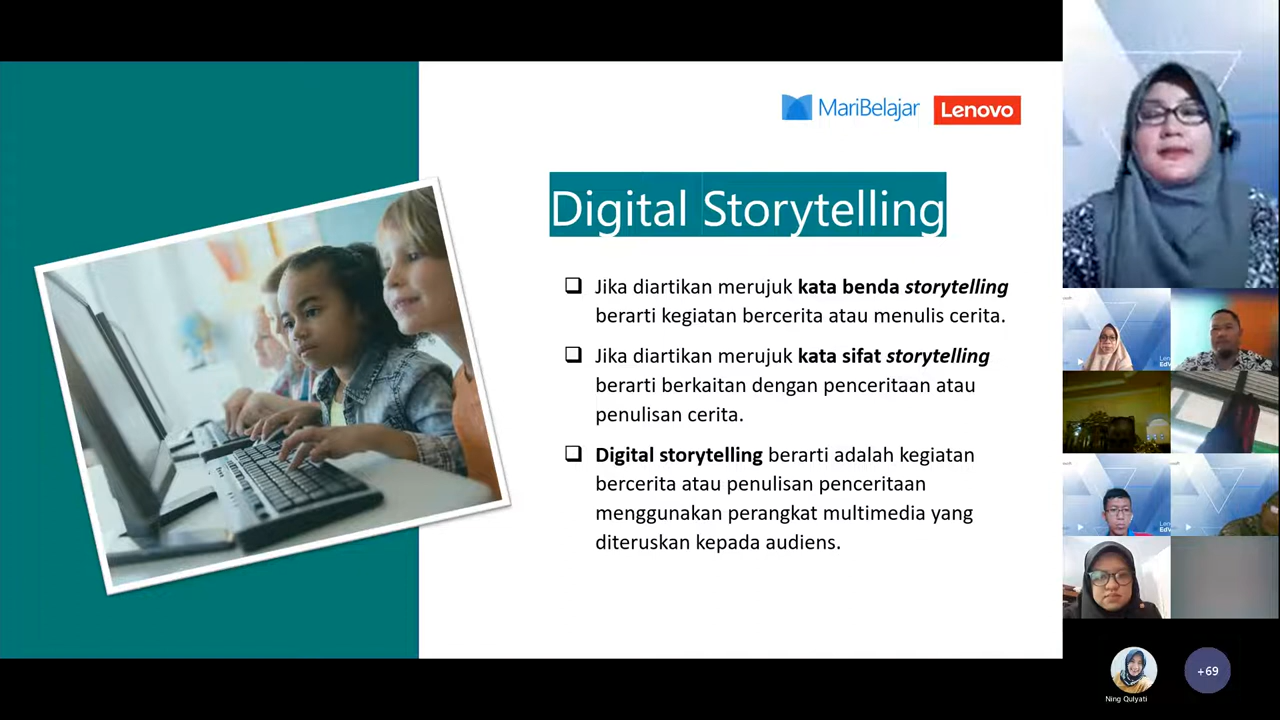 MariBelajar
Lenovo
Digital Storytelling
Jika diartikan merujuk kata benda storytelling
berarti kegiatan bercerita atau menulis cerita.
Jika diartikan merujuk kata sifat storytelling
berarti berkaitan dengan penceritaan atau
penulisan cerita.
Digital storytelling berarti adalah kegiatan
bercerita atau penulisan penceritaan
menggunakan perangkat multimedia yang
diteruskan kepada audiens.
Ning Qulyati
+69